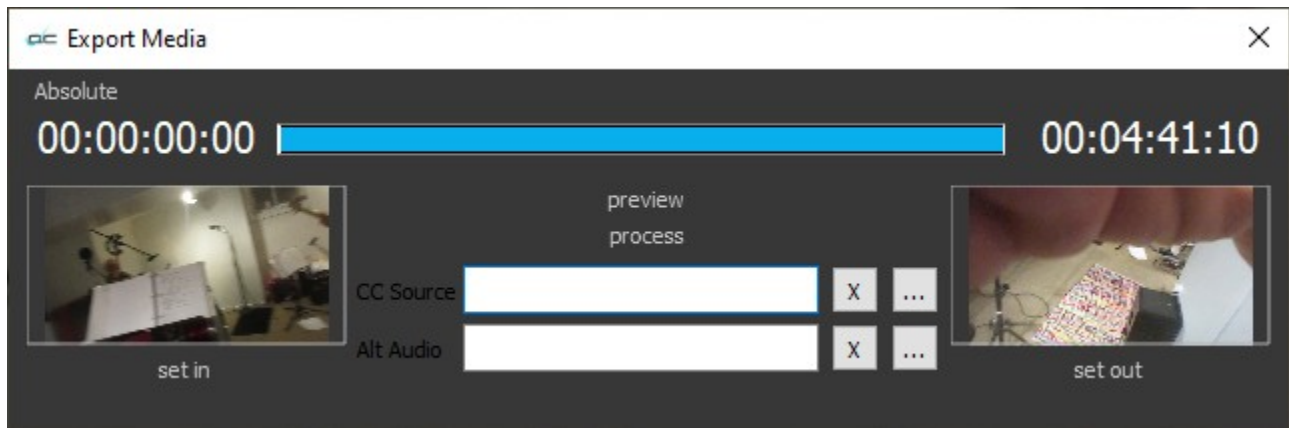 Export Media
Absolute
00:00:00:00 00:04:41:10
preview
process
CC Source X ...
Alt Audio X ...
set in set out